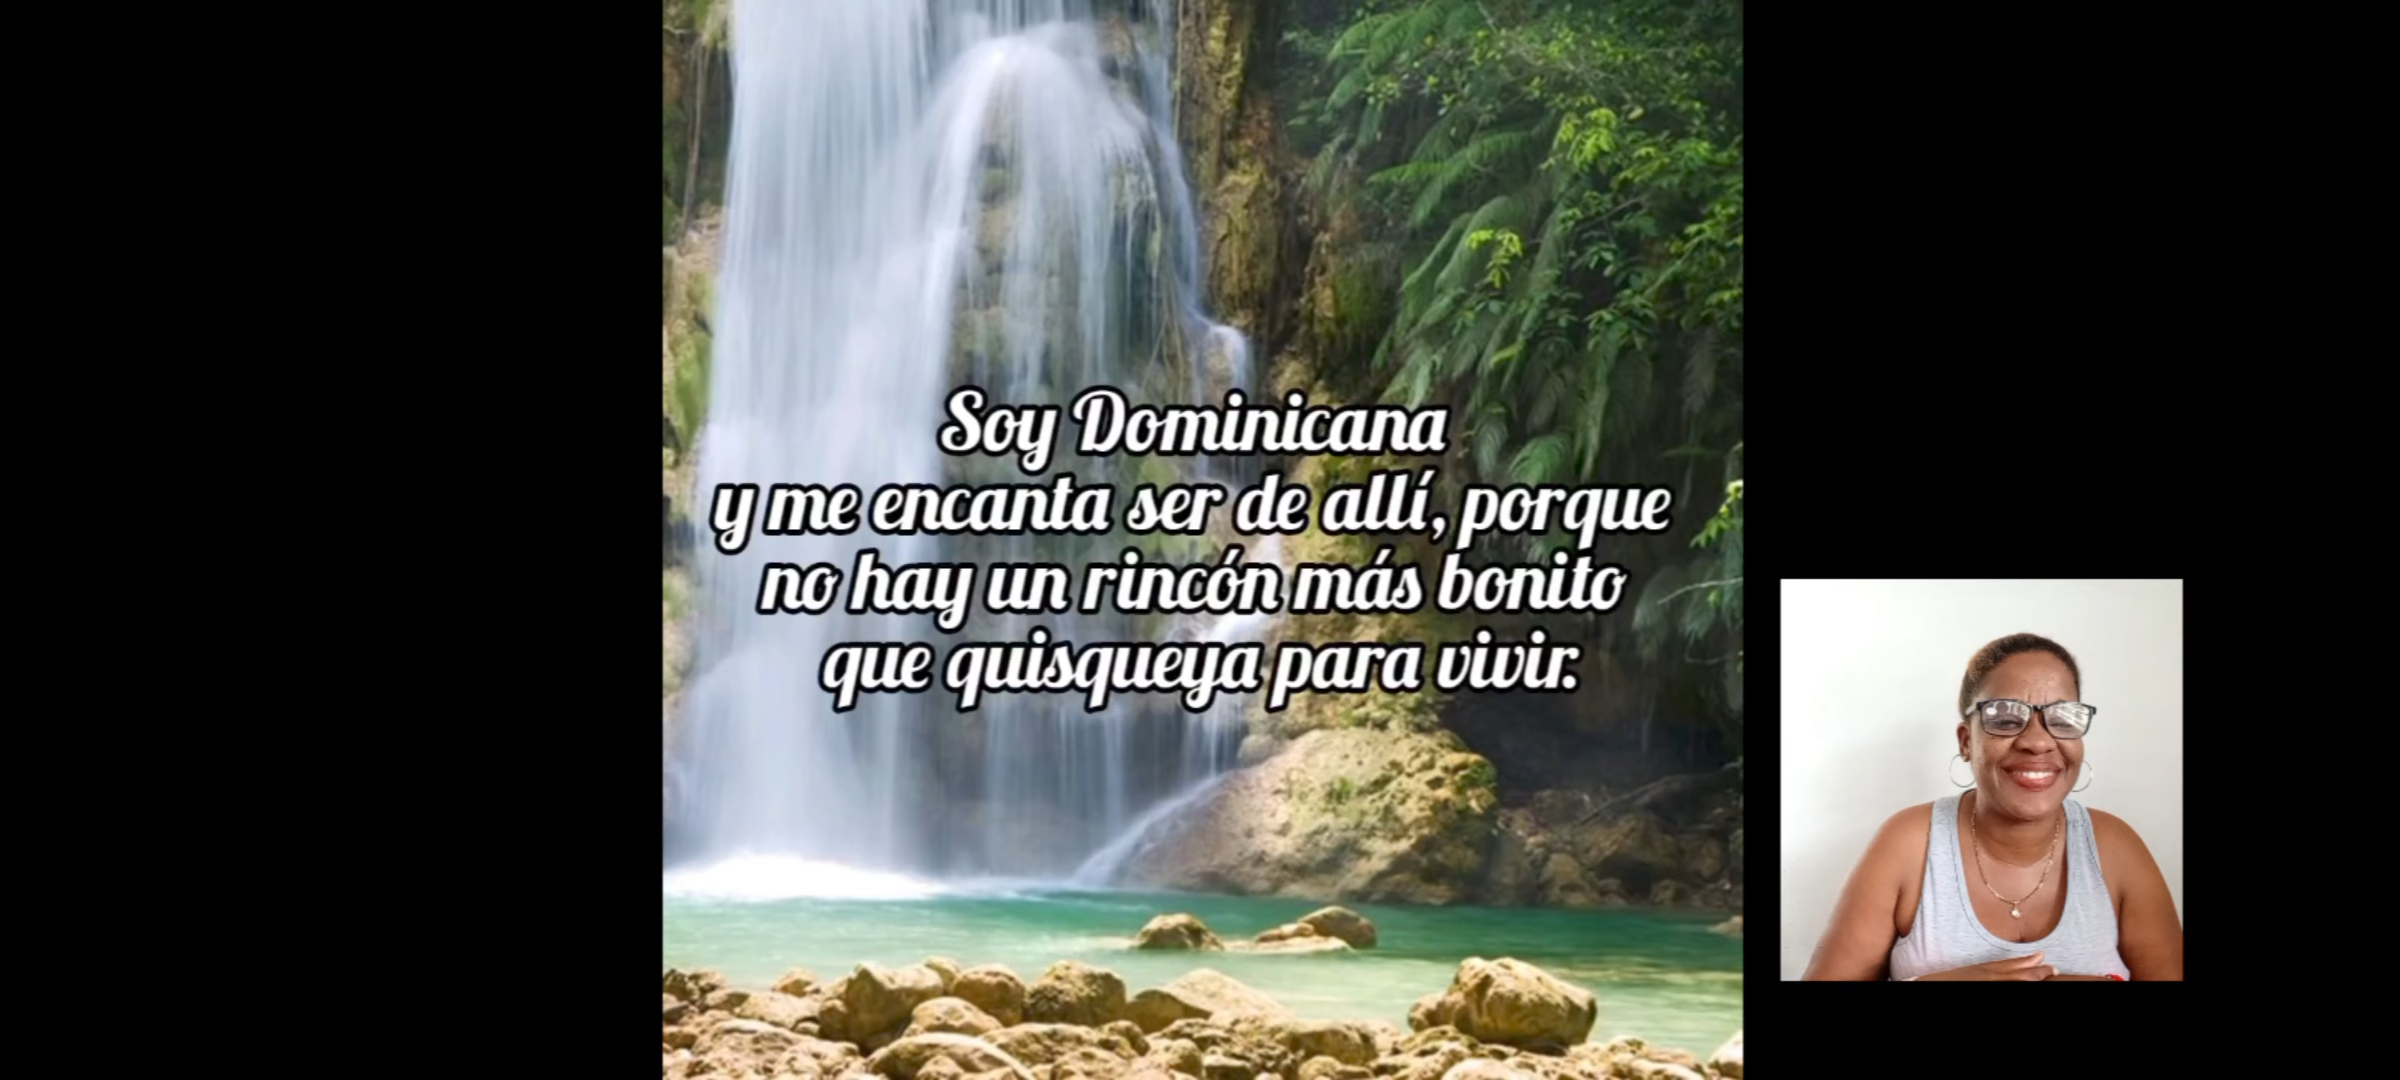 Soy Dominicana
y me encanta ser de allí, porque
no hay un rincón más bonito
que quisqueya para vivir.